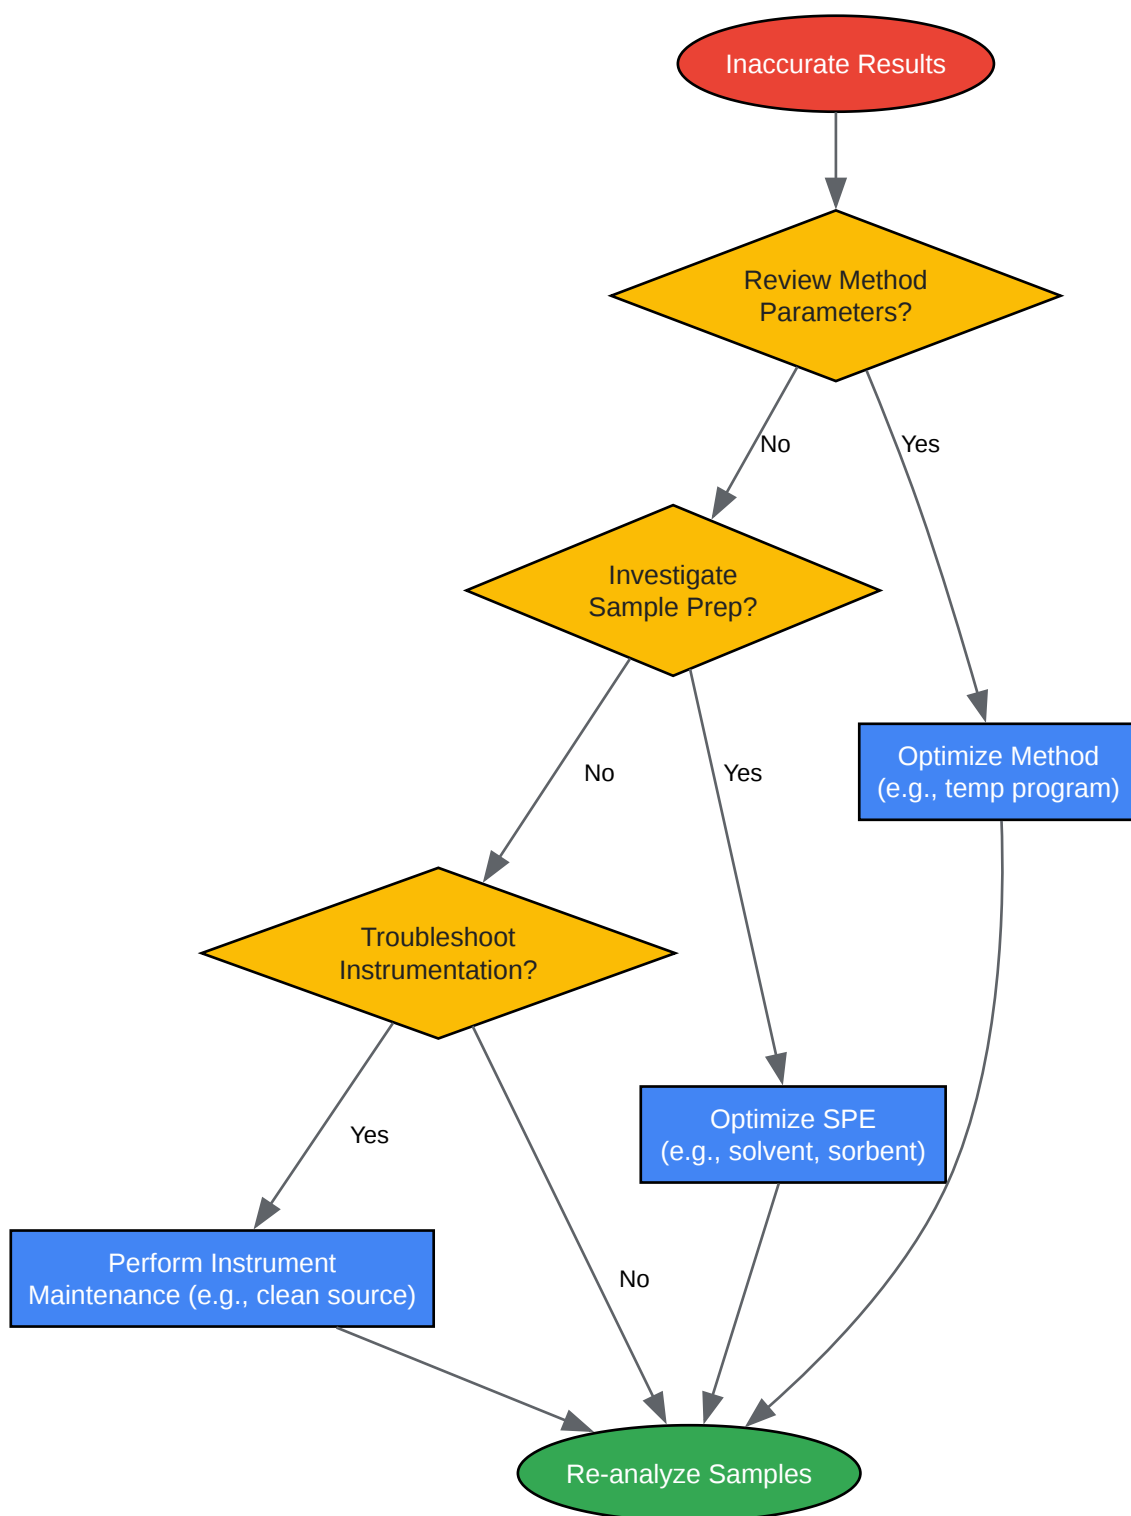 Inaccurate Results
Review Method
Parameters?
No
Yes
Investigate
Sample Prep?
No
Yes
Optimize Method
(e.g., temp program)
Troubleshoot
Instrumentation?
Yes
No
Optimize SPE
(e.g., solvent, sorbent)
Perform Instrument
Maintenance (e.g., clean source)
Re-analyze Samples